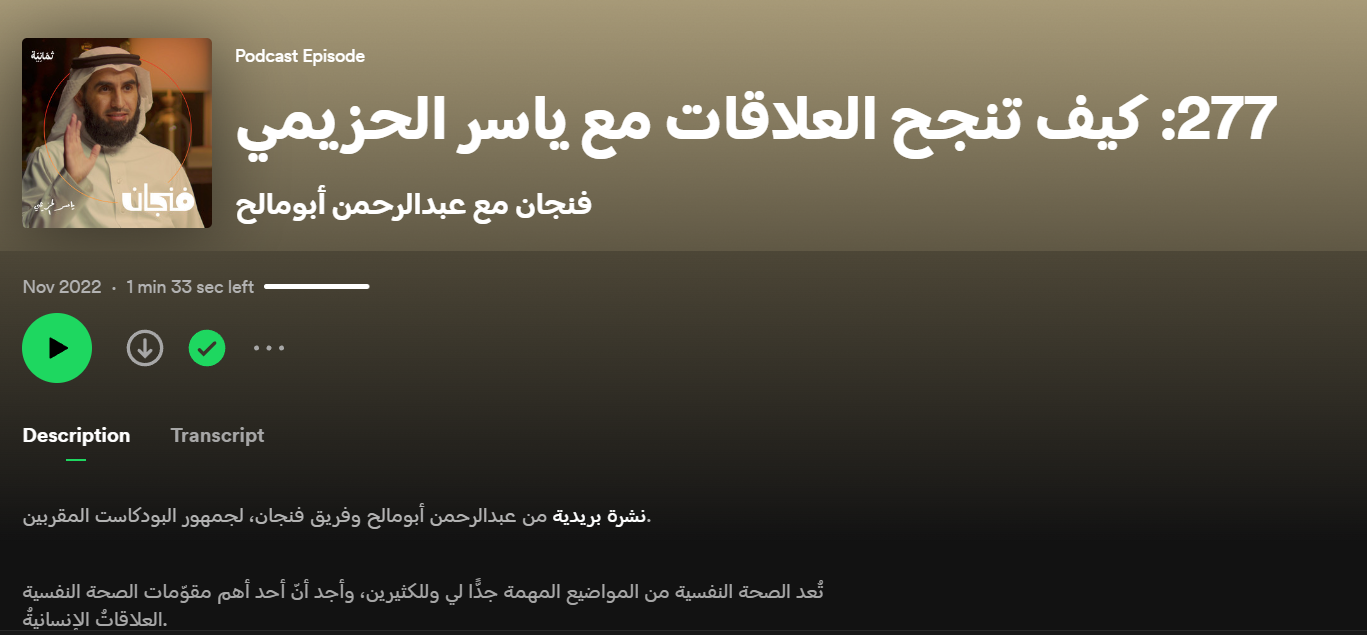 ثمانية
فنجان
ياسر الحزيمي
Podcast Episode
277: كيف تنجح العلاقات مع ياسر الحزيمي
فنجان مع عبدالرحمن أبومالح
Nov 2022 · 1 min 33 sec left
Description
Transcript
نشرة بريدية من عبدالرحمن أبومالح وفريق فنجان، لجمهور البودكاست المقربين.
تُعد الصحة النفسية من المواضيع المهمة جدًّا لي وللكثيرين، وأجد أنّ أحد أهم مقوّمات الصحة النفسية
العلاقاتُ الإنسانيةُ.